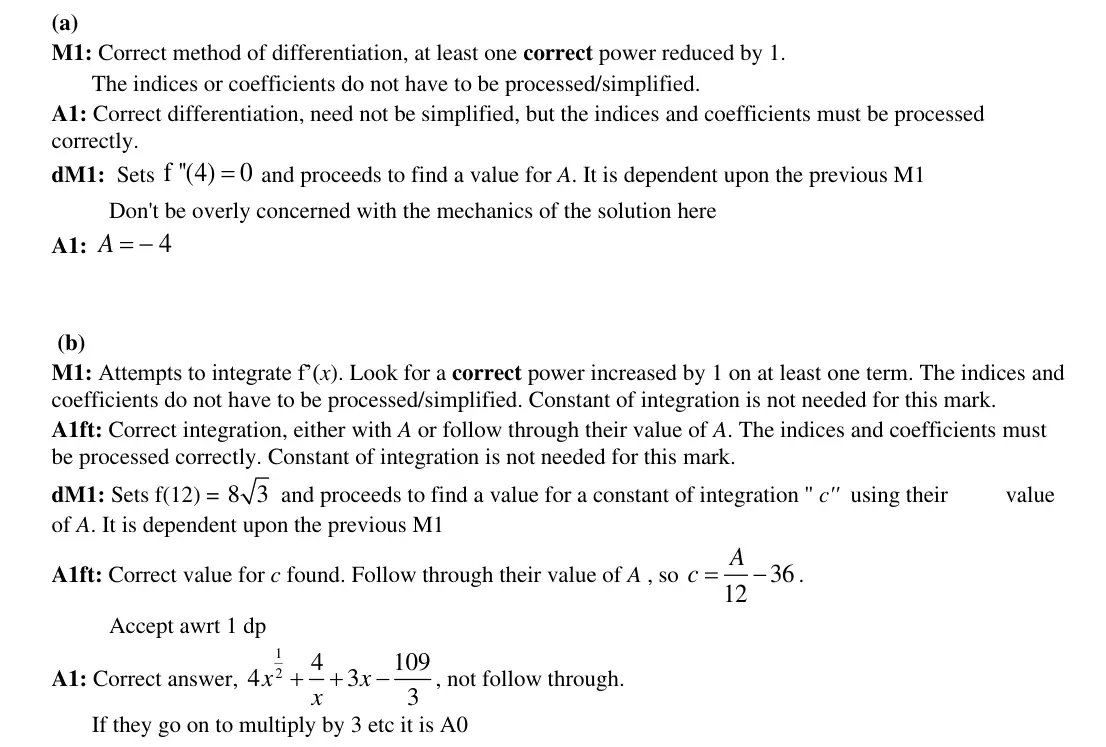 (a)
M1: Correct method of differentiation, at least one correct power reduced by 1.
The indices or coefficients do not have to be processed/simplified.
A1: Correct differentiation, need not be simplified, but the indices and coefficients must be processed
correctly.
dM1: Sets f "(4) = 0 and proceeds to find a value for A. It is dependent upon the previous M1
Don't be overly concerned with the mechanics of the solution here
A1: A = − 4
(b)
M1: Attempts to integrate f'(x). Look for a correct power increased by 1 on at least one term. The indices and
coefficients do not have to be processed/simplified. Constant of integration is not needed for this mark.
A1ft: Correct integration, either with A or follow through their value of A. The indices and coefficients must
be processed correctly. Constant of integration is not needed for this mark.
dM1: Sets f(12) = 8√3 and proceeds to find a value for a constant of integration " c" using their value
of A. It is dependent upon the previous M1
A1ft: Correct value for c found. Follow through their value of A , so c = A/12 − 36 .
Accept awrt 1 dp
A1: Correct answer, 4x^(1/2) + 4/x + 3x − 109/3 , not follow through.
If they go on to multiply by 3 etc it is A0